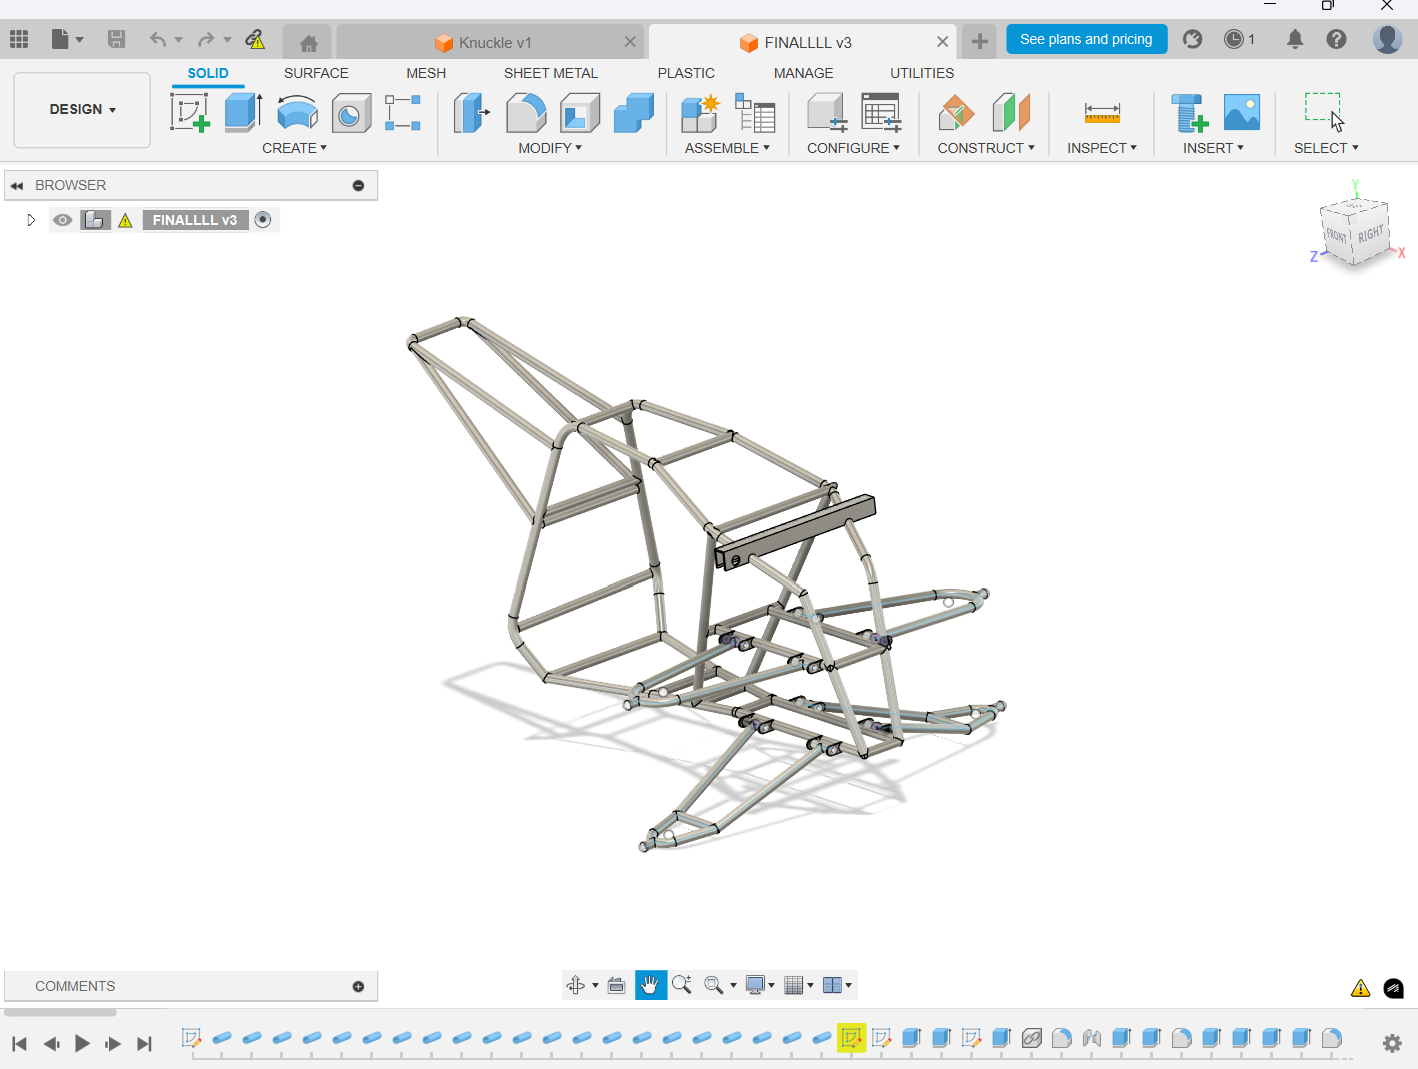 Knuckle v1
FINALLLL v3
See plans and pricing
1
DESIGN
SOLID
SURFACE
MESH
SHEET METAL
PLASTIC
MANAGE
UTILITIES
CREATE
MODIFY
ASSEMBLE
CONFIGURE
CONSTRUCT
INSPECT
INSERT
SELECT
BROWSER
FINALLLL v3
Y
FRONT
RIGHT
Z
X
COMMENTS